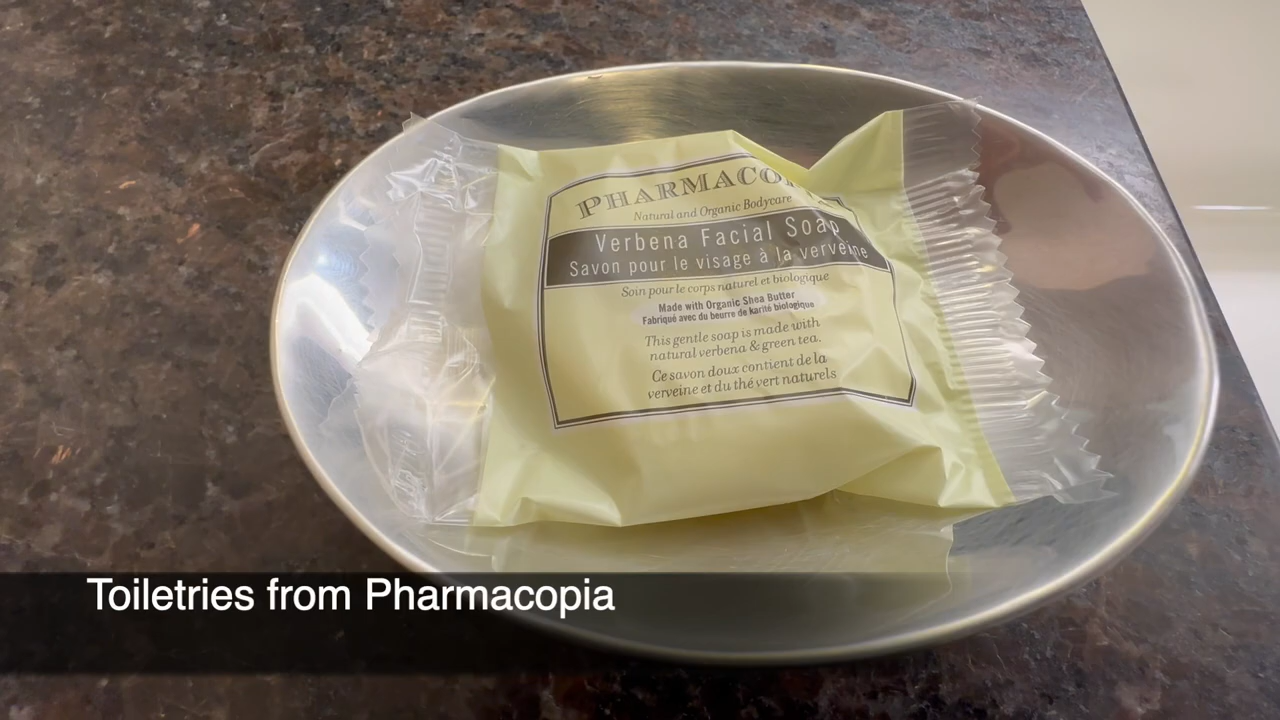 PHARMACOP
Natural and Organic Bodycare
Verbena Facial Soap
Savon pour le visage à la verveine
Soin pour le corps naturel et biologique
Made with Organic Shea Butter
Fabriqué avec du beurre de karité biologique
This gentle soap is made with
natural verbena & green tea.
Ce savon doux contient de la
verveine et du thé vert naturels
Toiletries from Pharmacopia